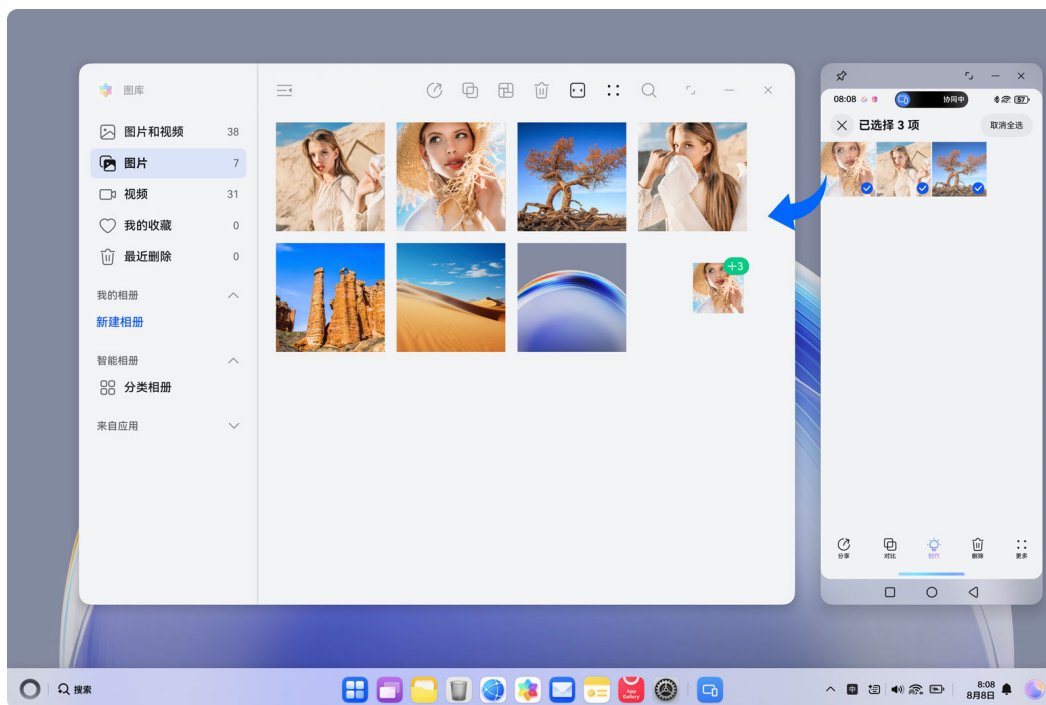 图库
图片和视频 38
图片 7
视频 31
我的收藏 0
最近删除 0
我的相册
新建相册
智能相册
分类相册
来自应用
+3
08:08 协同中 57
已选择 3 项 取消全选
分享 对比 创作 删除 更多
搜索
App
Gallery
中
8:08
8月8日